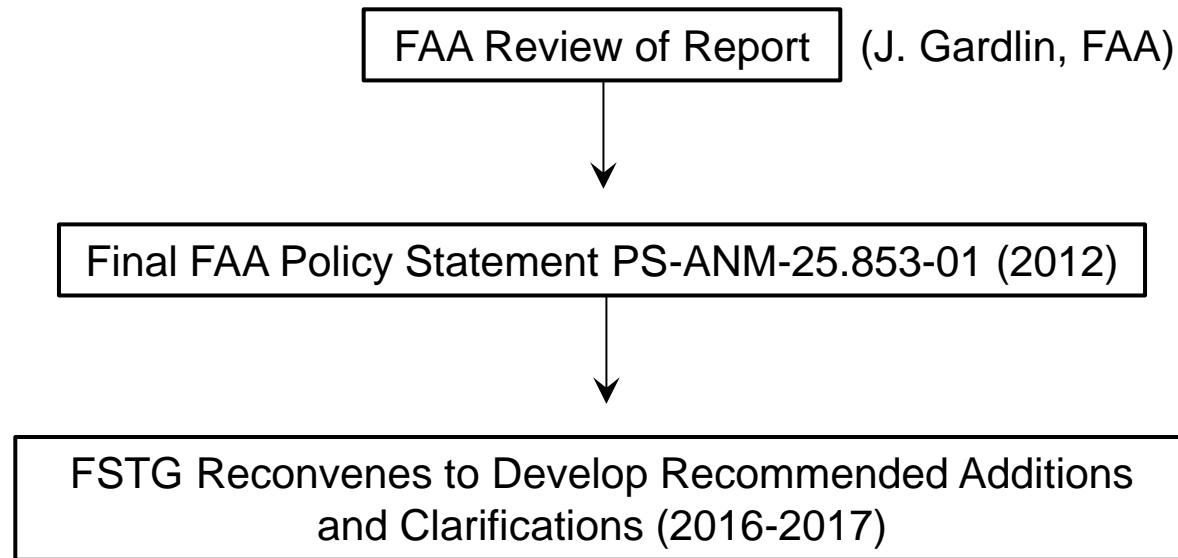 FAA Review of Report (J. Gardlin, FAA)
Final FAA Policy Statement PS-ANM-25.853-01 (2012)
FSTG Reconvenes to Develop Recommended Additions
and Clarifications (2016-2017)